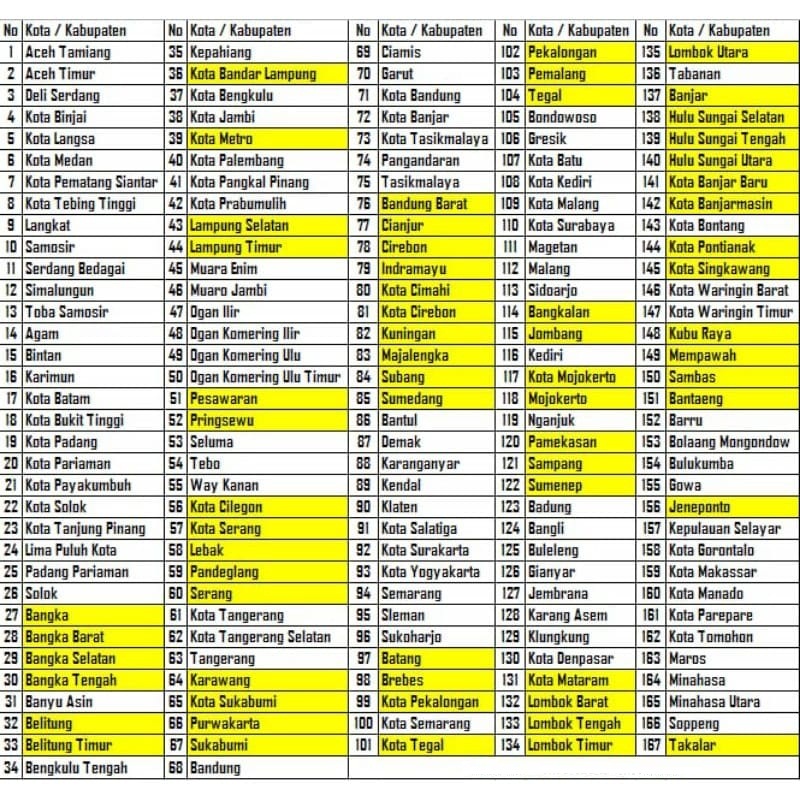 No Kota / Kabupaten
1 Aceh Tamiang
2 Aceh Timur
3 Deli Serdang
4 Kota Binjai
5 Kota Langsa
6 Kota Medan
7 Kota Pematang Siantar
8 Kota Tebing Tinggi
9 Langkat
10 Samosir
11 Serdang Bedagai
12 Simalungun
13 Toba Samosir
14 Agam
15 Bintan
16 Karimun
17 Kota Batam
18 Kota Bukit Tinggi
19 Kota Padang
20 Kota Pariaman
21 Kota Payakumbuh
22 Kota Solok
23 Kota Tanjung Pinang
24 Lima Puluh Kota
25 Padang Pariaman
26 Solok
27 Bangka
28 Bangka Barat
29 Bangka Selatan
30 Bangka Tengah
31 Banyu Asin
32 Belitung
33 Belitung Timur
34 Bengkulu Tengah
No Kota / Kabupaten
35 Kepahiang
36 Kota Bandar Lampung
37 Kota Bengkulu
38 Kota Jambi
39 Kota Metro
40 Kota Palembang
41 Kota Pangkal Pinang
42 Kota Prabumulih
43 Lampung Selatan
44 Lampung Timur
45 Muara Enim
46 Muaro Jambi
47 Ogan Ilir
48 Ogan Komering Ilir
49 Ogan Komering Ulu
50 Ogan Komering Ulu Timur
51 Pesawaran
52 Pringsewu
53 Seluma
54 Tebo
55 Way Kanan
56 Kota Cilegon
57 Kota Serang
58 Lebak
59 Pandeglang
60 Serang
61 Kota Tangerang
62 Kota Tangerang Selatan
63 Tangerang
64 Karawang
65 Kota Sukabumi
66 Purwakarta
67 Sukabumi
68 Bandung
No Kota / Kabupaten
69 Ciamis
70 Garut
71 Kota Bandung
72 Kota Banjar
73 Kota Tasikmalaya
74 Pangandaran
75 Tasikmalaya
76 Bandung Barat
77 Cianjur
78 Cirebon
79 Indramayu
80 Kota Cimahi
81 Kota Cirebon
82 Kuningan
83 Majalengka
84 Subang
85 Sumedang
86 Bantul
87 Demak
88 Karanganyar
89 Kendal
90 Klaten
91 Kota Salatiga
92 Kota Surakarta
93 Kota Yogyakarta
94 Semarang
95 Sleman
96 Sukoharjo
97 Batang
98 Brebes
99 Kota Pekalongan
100 Kota Semarang
101 Kota Tegal
No Kota / Kabupaten
102 Pekalongan
103 Pemalang
104 Tegal
105 Bondowoso
106 Gresik
107 Kota Batu
108 Kota Kediri
109 Kota Malang
110 Kota Surabaya
111 Magetan
112 Malang
113 Sidoarjo
114 Bangkalan
115 Jombang
116 Kediri
117 Kota Mojokerto
118 Mojokerto
119 Nganjuk
120 Pamekasan
121 Sampang
122 Sumenep
123 Badung
124 Bangli
125 Buleleng
126 Gianyar
127 Jembrana
128 Karang Asem
129 Klungkung
130 Kota Denpasar
131 Kota Mataram
132 Lombok Barat
133 Lombok Tengah
134 Lombok Timur
No Kota / Kabupaten
135 Lombok Utara
136 Tabanan
137 Banjar
138 Hulu Sungai Selatan
139 Hulu Sungai Tengah
140 Hulu Sungai Utara
141 Kota Banjar Baru
142 Kota Banjarmasin
143 Kota Bontang
144 Kota Pontianak
145 Kota Singkawang
146 Kota Waringin Barat
147 Kota Waringin Timur
148 Kubu Raya
149 Mempawah
150 Sambas
151 Bantaeng
152 Barru
153 Bolaang Mongondow
154 Bulukumba
155 Gowa
156 Jeneponto
157 Kepulauan Selayar
158 Kota Gorontalo
159 Kota Makassar
160 Kota Manado
161 Kota Parepare
162 Kota Tomohon
163 Maros
164 Minahasa
165 Minahasa Utara
166 Soppeng
167 Takalar